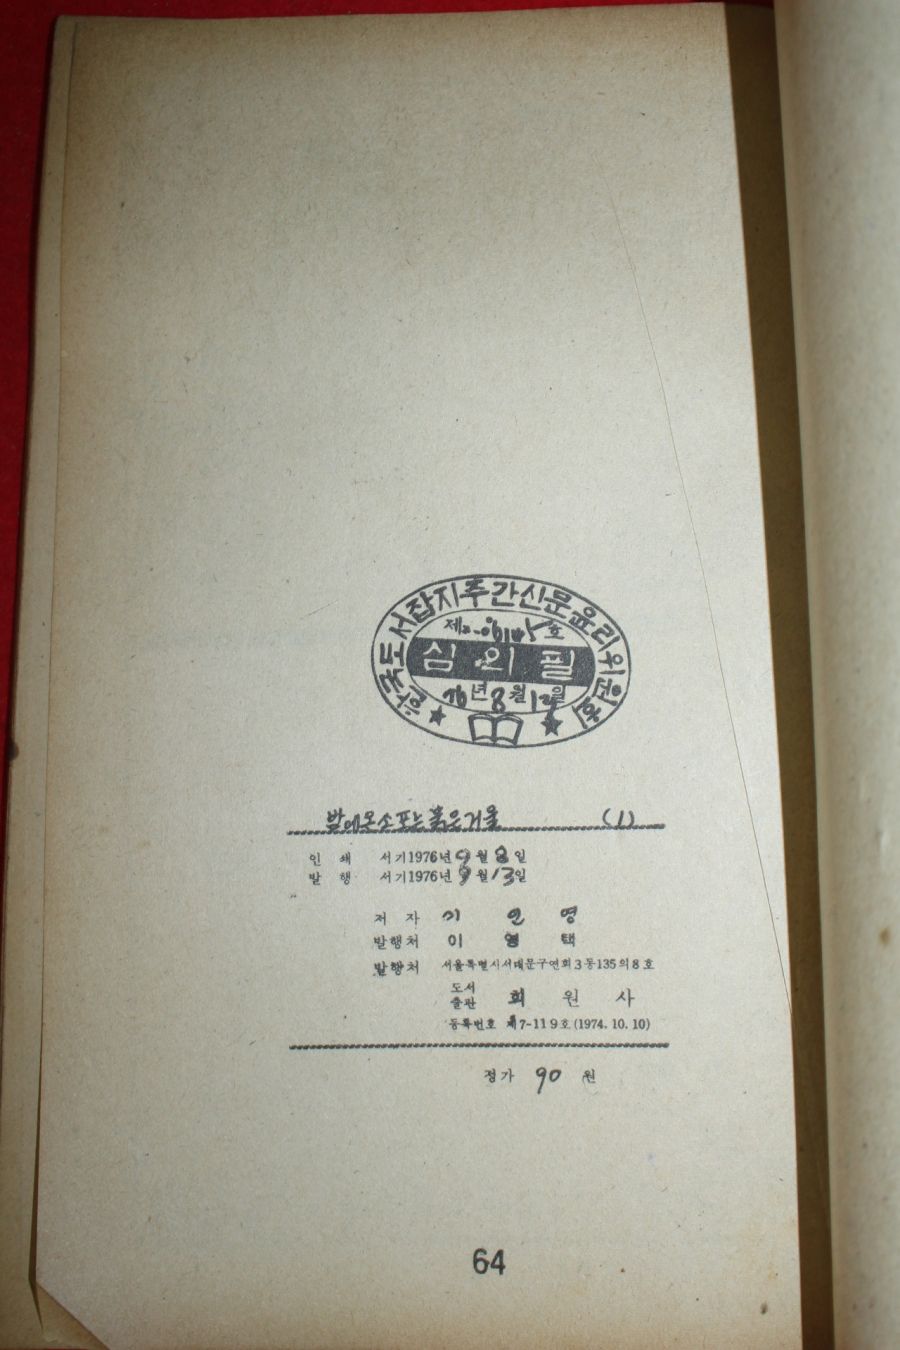 한국도서잡지주간신문윤리위원회
심의필
76년8월12일
밤에온소포는붉은거울 (1)
인 쇄 서기1976년9월8일
발 행 서기1976년9월13일
저 자 기 인 영
발행처 이 영 택
발행처 서울특별시서대문구연희3동135의8호
도서
출판 희 원 사
등록번호 제7-119호(1974. 10. 10)
정가 90 원
64